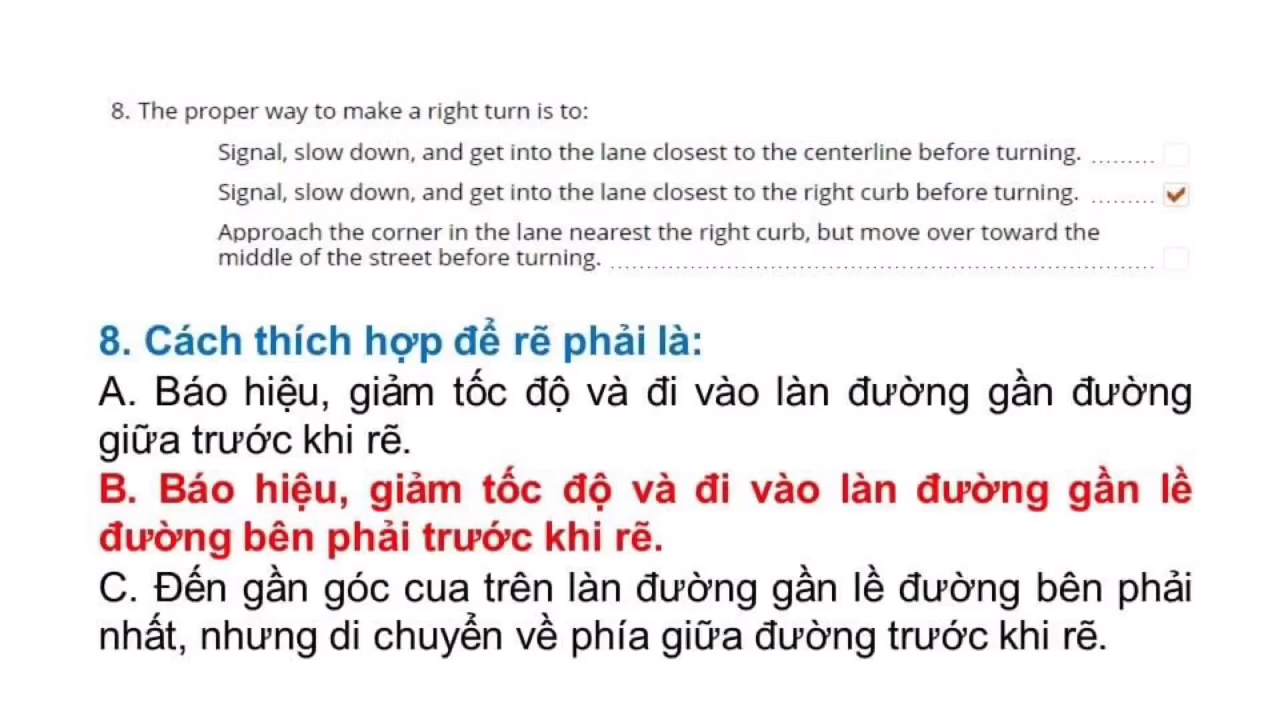 8. The proper way to make a right turn is to:
Signal, slow down, and get into the lane closest to the centerline before turning. .........
Signal, slow down, and get into the lane closest to the right curb before turning. .........
Approach the corner in the lane nearest the right curb, but move over toward the
middle of the street before turning. ................................................................................
8. Cách thích hợp để rẽ phải là:
A. Báo hiệu, giảm tốc độ và đi vào làn đường gần đường
giữa trước khi rẽ.
B. Báo hiệu, giảm tốc độ và đi vào làn đường gần lề
đường bên phải trước khi rẽ.
C. Đến gần góc cua trên làn đường gần lề đường bên phải
nhất, nhưng di chuyển về phía giữa đường trước khi rẽ.